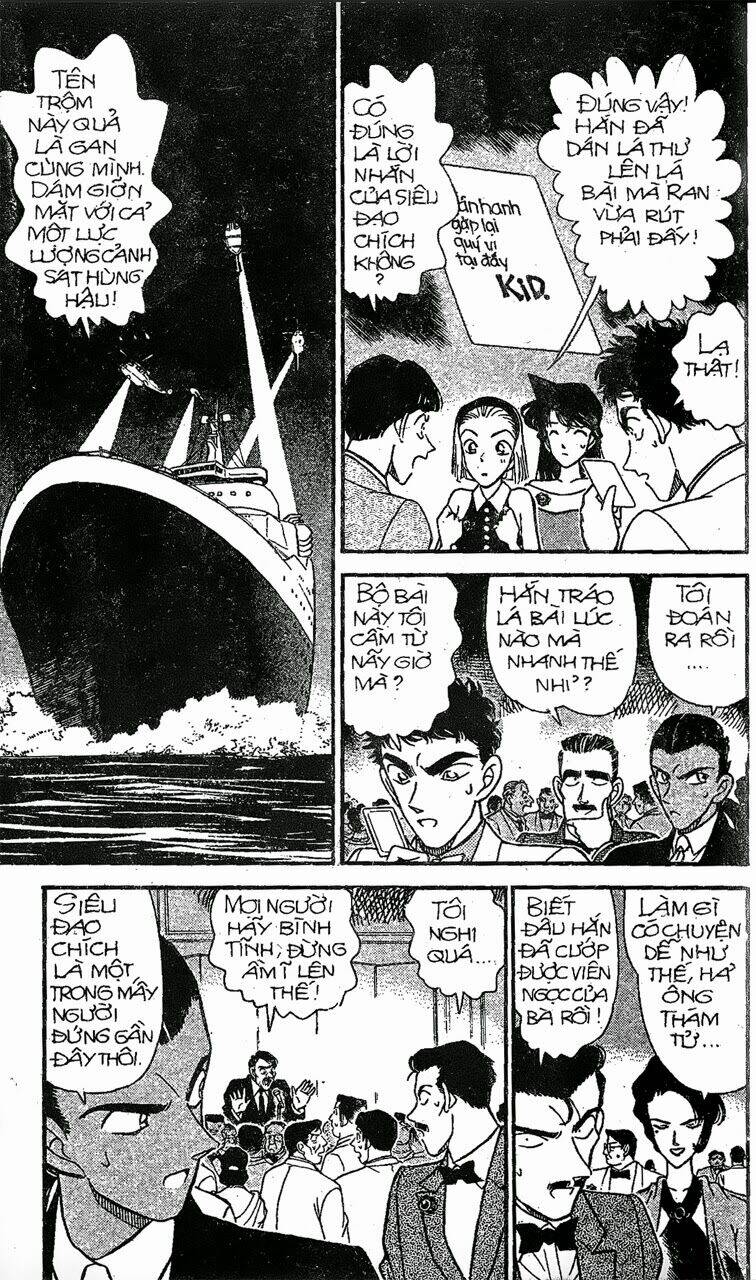 ĐÚNG VẬY!
HẮN ĐÃ
DÁN LÁ THƯ
LÊN LÁ
BÀI MÀ RAN
VỪA RÚT
PHẢI ĐẤY!
CÓ
ĐÚNG
LÀ LỜI
NHẮN
CỦA SIÊU
ĐẠO
CHÍCH
KHÔNG
?
hân hạnh
gặp lại
quý vị
tại đây
KID.
LẠ
THẬT!
TÔI
ĐOÁN
RA RỒI
....
HẮN TRÁO
LÁ BÀI LÚC
NÀO MÀ
NHANH THẾ
NHỈ?
BỘ BÀI
NÀY TÔI
CẦM TỪ
NÃY GIỜ
MÀ?
TÊN
TRỘM
NÀY QUẢ
LÀ GAN
CÙNG MÌNH.
DÁM GIỠN
MẶT VỚI CẢ
MỘT LỰC
LƯỢNG CẢNH
SÁT HÙNG
HẬU!
LÀM GÌ
CÓ CHUYỆN
DỄ NHƯ
THẾ, HẢ
ÔNG
THÁM
TỬ...
BIẾT
ĐÂU HẮN
ĐÃ CƯỚP
ĐƯỢC VIÊN
NGỌC CỦA
BÀ RỒI!
TÔI
NGHI
QUÁ....
MỌI NGƯỜI
HÃY BÌNH
TĨNH, ĐỪNG
ẦM Ĩ LÊN
THẾ!
SIÊU
ĐẠO
CHÍCH
LÀ MỘT
TRONG MẤY
NGƯỜI
ĐỨNG GẦN
ĐÂY THÔI.